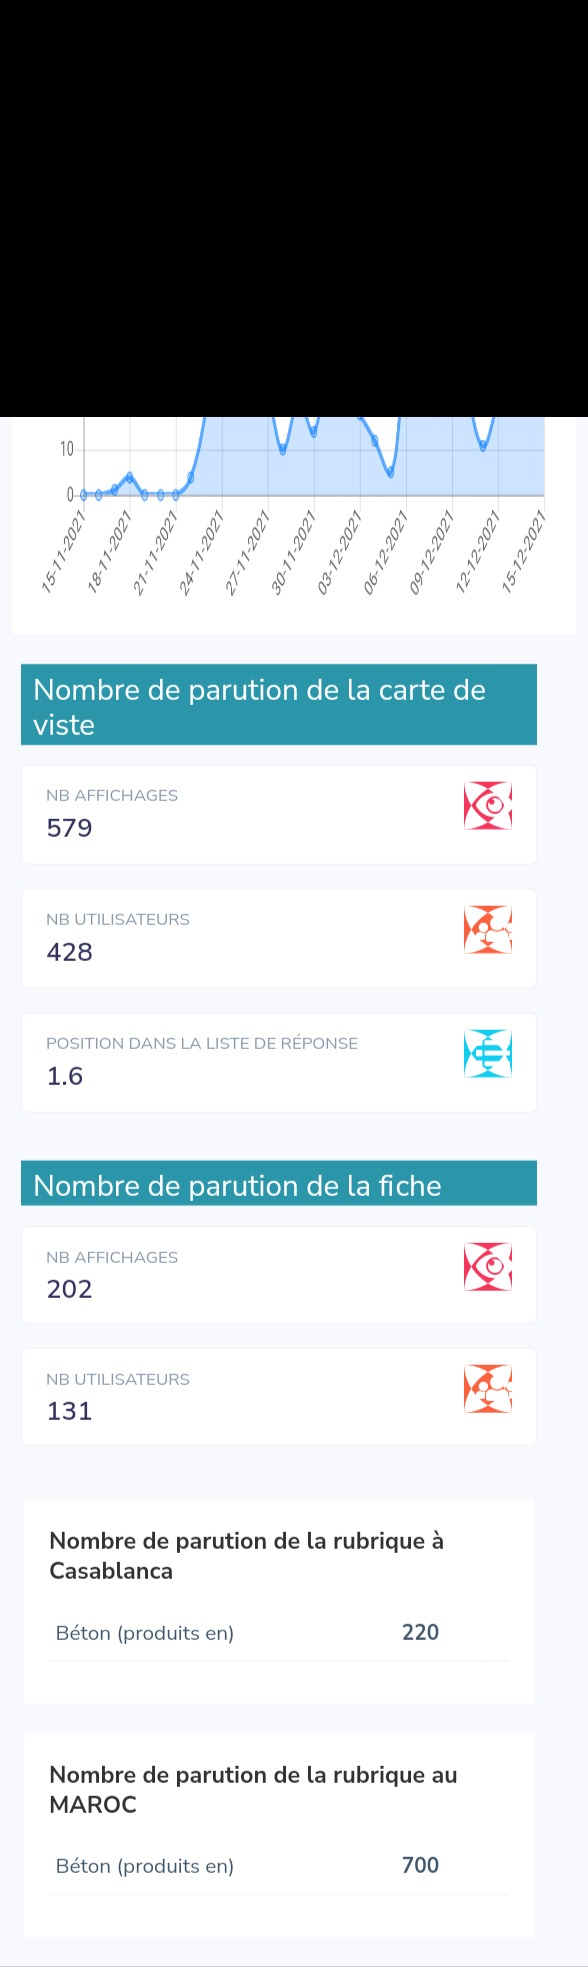 10
0
15-11-2021
18-11-2021
21-11-2021
24-11-2021
27-11-2021
30-11-2021
03-12-2021
06-12-2021
09-12-2021
12-12-2021
15-12-2021
Nombre de parution de la carte de
viste
NB AFFICHAGES
579
NB UTILISATEURS
428
POSITION DANS LA LISTE DE RÉPONSE
1.6
Nombre de parution de la fiche
NB AFFICHAGES
202
NB UTILISATEURS
131
Nombre de parution de la rubrique à
Casablanca
Béton (produits en) 220
Nombre de parution de la rubrique au
MAROC
Béton (produits en) 700